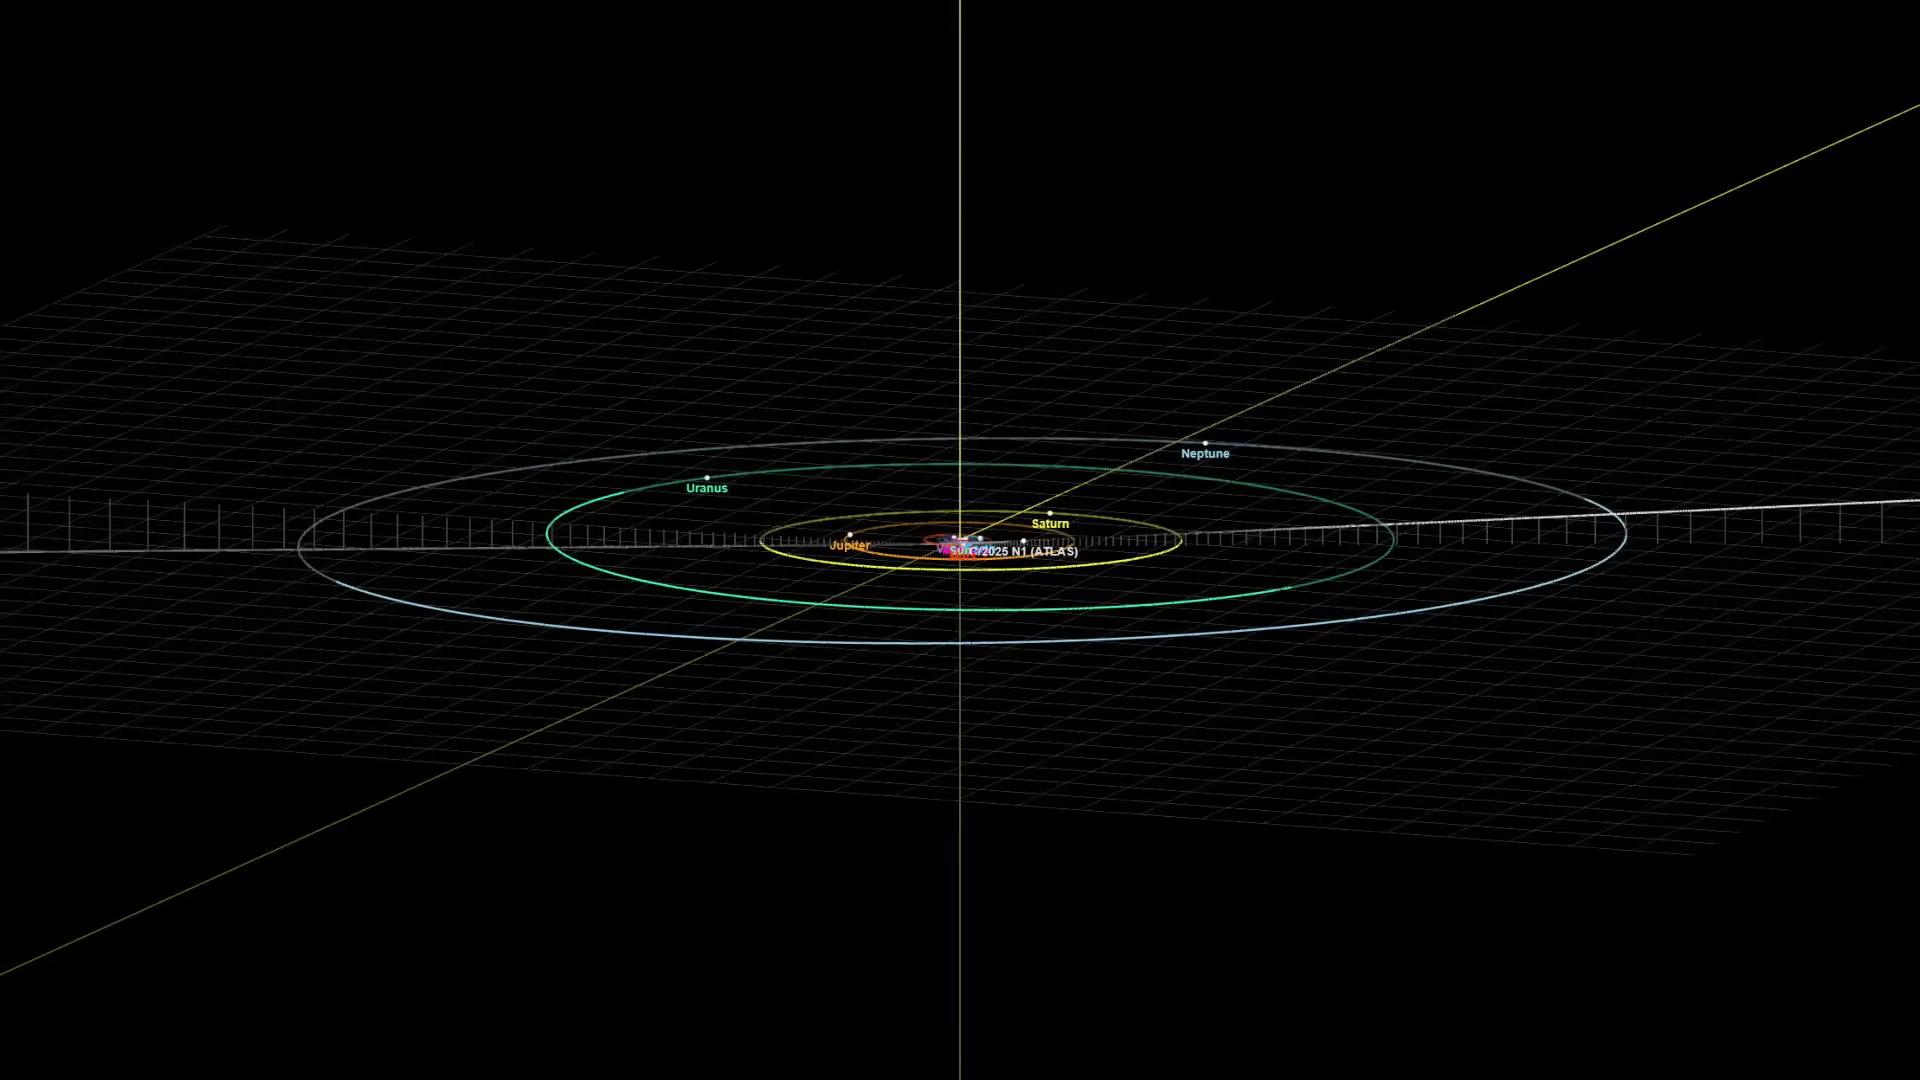 Neptune
Uranus
Saturn
Jupiter
C/2025 N1 (ATLAS)